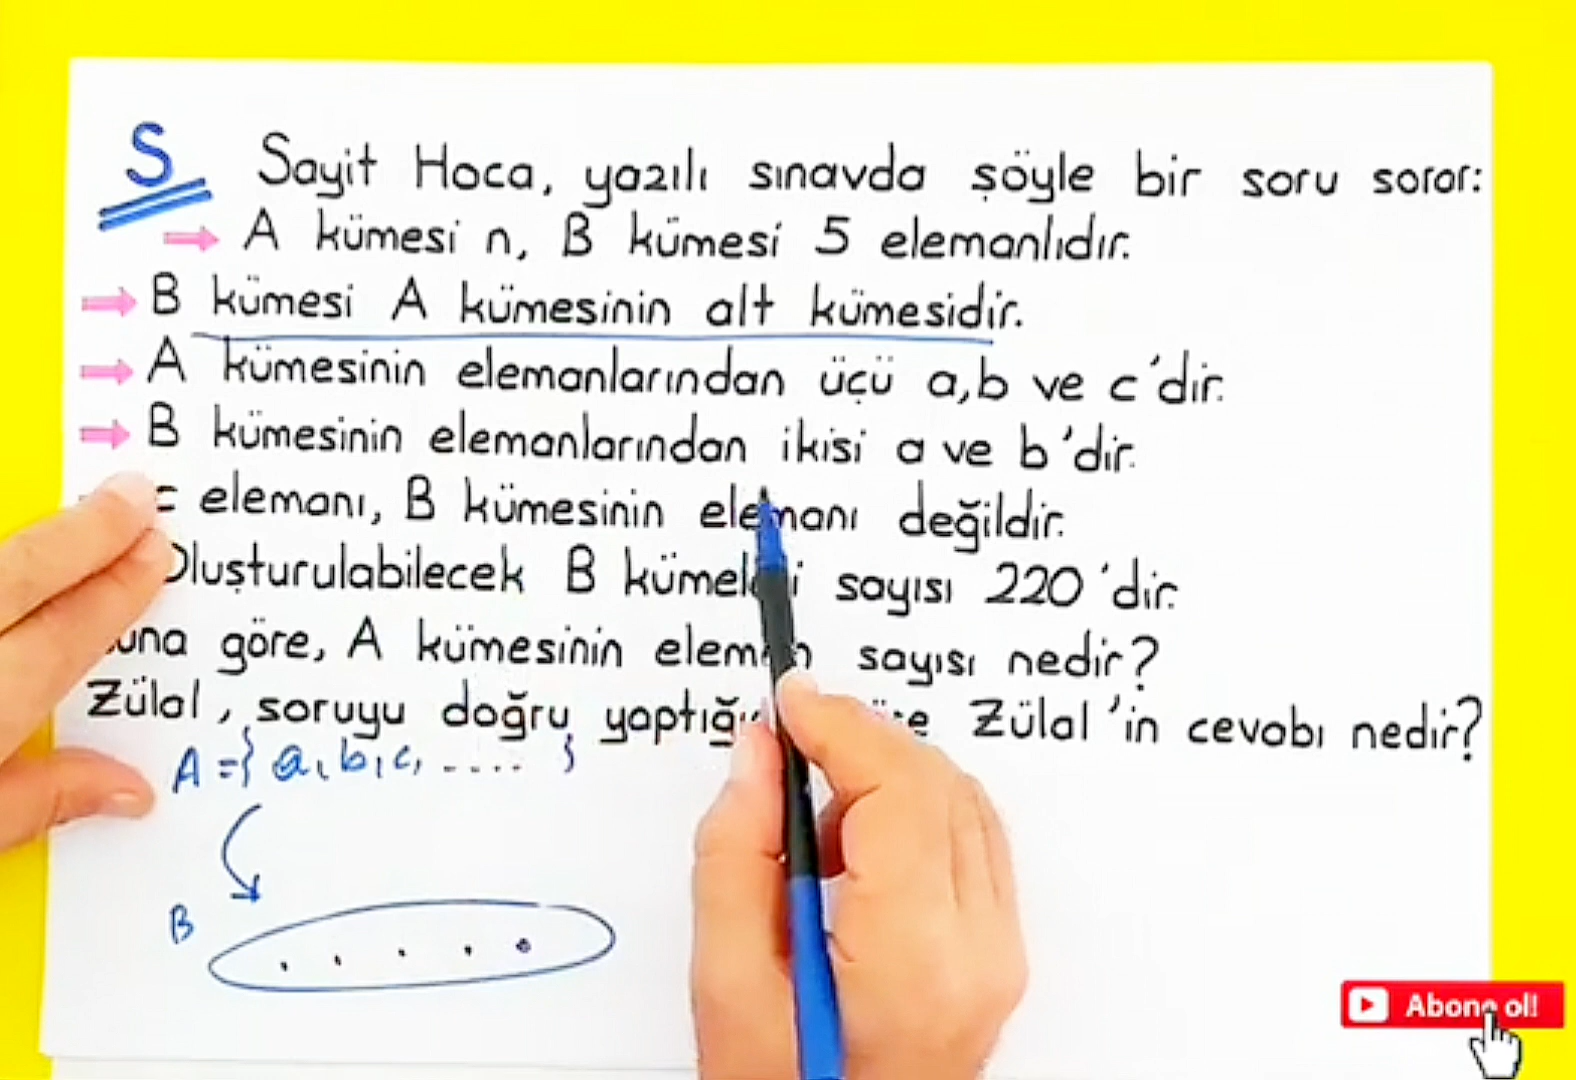 S Sayit Hoca, yazılı sınavda şöyle bir soru sorar:
A kümesi n, B kümesi 5 elemanlıdır.
B kümesi A kümesinin alt kümesidir.
A kümesinin elemanlarından üçü a,b ve c'dir.
B kümesinin elemanlarından ikisi a ve b'dir.
c elemanı, B kümesinin elemanı değildir.
Oluşturulabilecek B kümeleri sayısı 220'dir.
göre, A kümesinin eleman sayısı nedir?
Zülal, soruyu doğru Zülal'in cevabı nedir?
A={a,b,c, .... }
B
Abone ol!